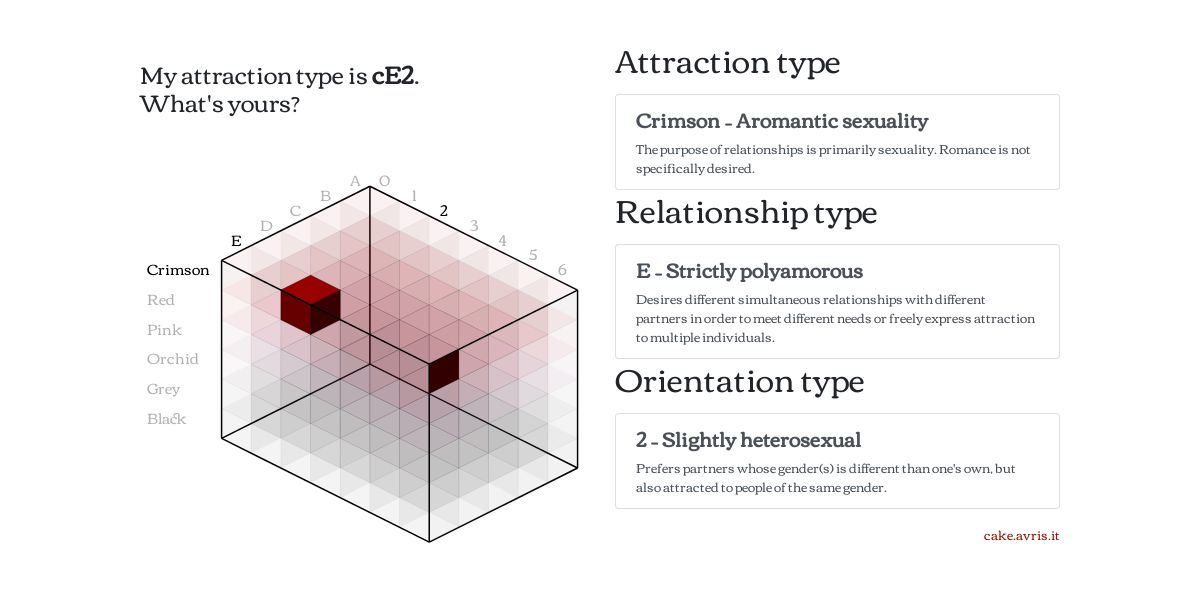 My attraction type is cE2.
What's yours?
A O
B 1
C 2
D 3
E 4
5
6
Crimson
Red
Pink
Orchid
Grey
Black
Attraction type
Crimson – Aromantic sexuality
The purpose of relationships is primarily sexuality. Romance is not
specifically desired.
Relationship type
E – Strictly polyamorous
Desires different simultaneous relationships with different
partners in order to meet different needs or freely express attraction
to multiple individuals.
Orientation type
2 – Slightly heterosexual
Prefers partners whose gender(s) is different than one's own, but
also attracted to people of the same gender.
cake.avris.it